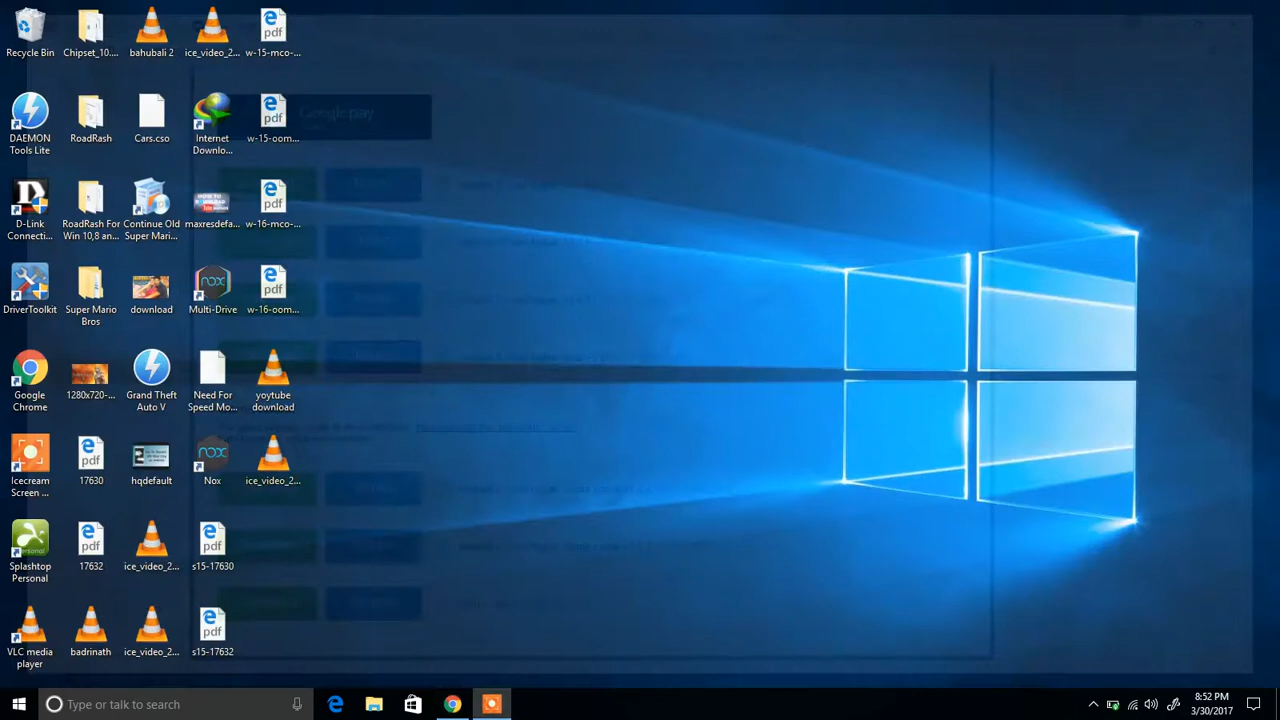 Recycle Bin
Chipset_10....
bahubali 2
ice_video_2...
w-15-mco-...
DAEMON
Tools Lite
RoadRash
Cars.cso
Internet
Downlo...
w-15-oom...
D-Link
Connecti...
RoadRash For
Win 10,8 an...
Continue Old
Super Mari...
maxresdefa...
w-16-mco-...
DriverToolkit
Super Mario
Bros
download
Multi-Drive
w-16-oom...
Google
Chrome
1280x720-...
Grand Theft
Auto V
Need For
Speed Mo...
yoytube
download
Icecream
Screen ...
17630
hqdefault
Nox
ice_video_2...
Splashtop
Personal
17632
ice_video_2...
s15-17630
VLC media
player
badrinath
ice_video_2...
s15-17632
Type or talk to search
8:52 PM
3/30/2017